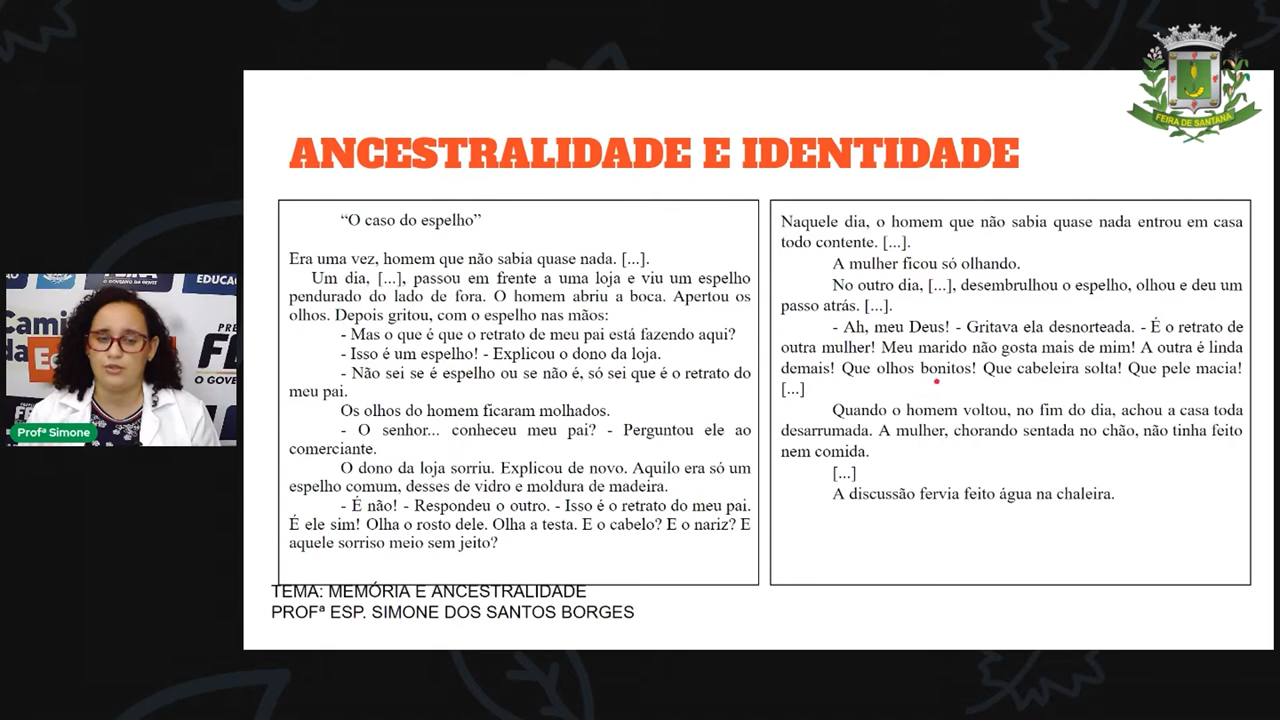 FEIRA DE SANTANA
ANCESTRALIDADE E IDENTIDADE
“O caso do espelho”
Era uma vez, homem que não sabia quase nada. [...].
Um dia, [...], passou em frente a uma loja e viu um espelho
pendurado do lado de fora. O homem abriu a boca. Apertou os
olhos. Depois gritou, com o espelho nas mãos:
- Mas o que é que o retrato de meu pai está fazendo aqui?
- Isso é um espelho! - Explicou o dono da loja.
- Não sei se é espelho ou se não é, só sei que é o retrato do
meu pai.
Os olhos do homem ficaram molhados.
- O senhor... conheceu meu pai? - Perguntou ele ao
comerciante.
O dono da loja sorriu. Explicou de novo. Aquilo era só um
espelho comum, desses de vidro e moldura de madeira.
- É não! - Respondeu o outro. - Isso é o retrato do meu pai.
É ele sim! Olha o rosto dele. Olha a testa. E o cabelo? E o nariz? E
aquele sorriso meio sem jeito?
Naquele dia, o homem que não sabia quase nada entrou em casa
todo contente. [...].
A mulher ficou só olhando.
No outro dia, [...], desembrulhou o espelho, olhou e deu um
passo atrás. [...].
- Ah, meu Deus! - Gritava ela desnorteada. - É o retrato de
outra mulher! Meu marido não gosta mais de mim! A outra é linda
demais! Que olhos bonitos! Que cabeleira solta! Que pele macia!
[...]
Quando o homem voltou, no fim do dia, achou a casa toda
desarrumada. A mulher, chorando sentada no chão, não tinha feito
nem comida.
[...]
A discussão fervia feito água na chaleira.
TEMA: MEMÓRIA E ANCESTRALIDADE
PROFª ESP. SIMONE DOS SANTOS BORGES
EDUCAÇ
Cami
da
PRE
FE
O GOVE
Profª Simone